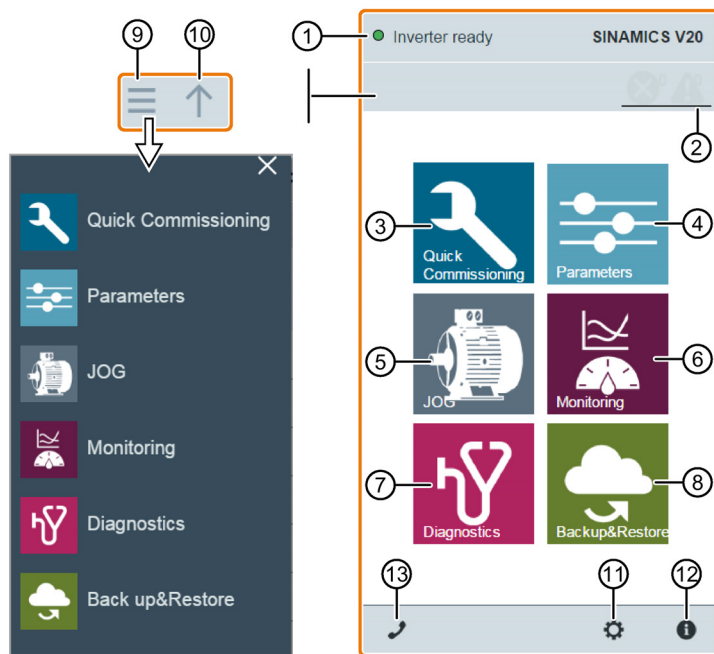 9
10
1
Inverter ready
SINAMICS V20
2
Quick Commissioning
Parameters
JOG
Monitoring
Diagnostics
Back up&Restore
3
Quick
Commissioning
4
Parameters
5
JOG
6
Monitoring
7
Diagnostics
8
Backup&Restore
13
11
12